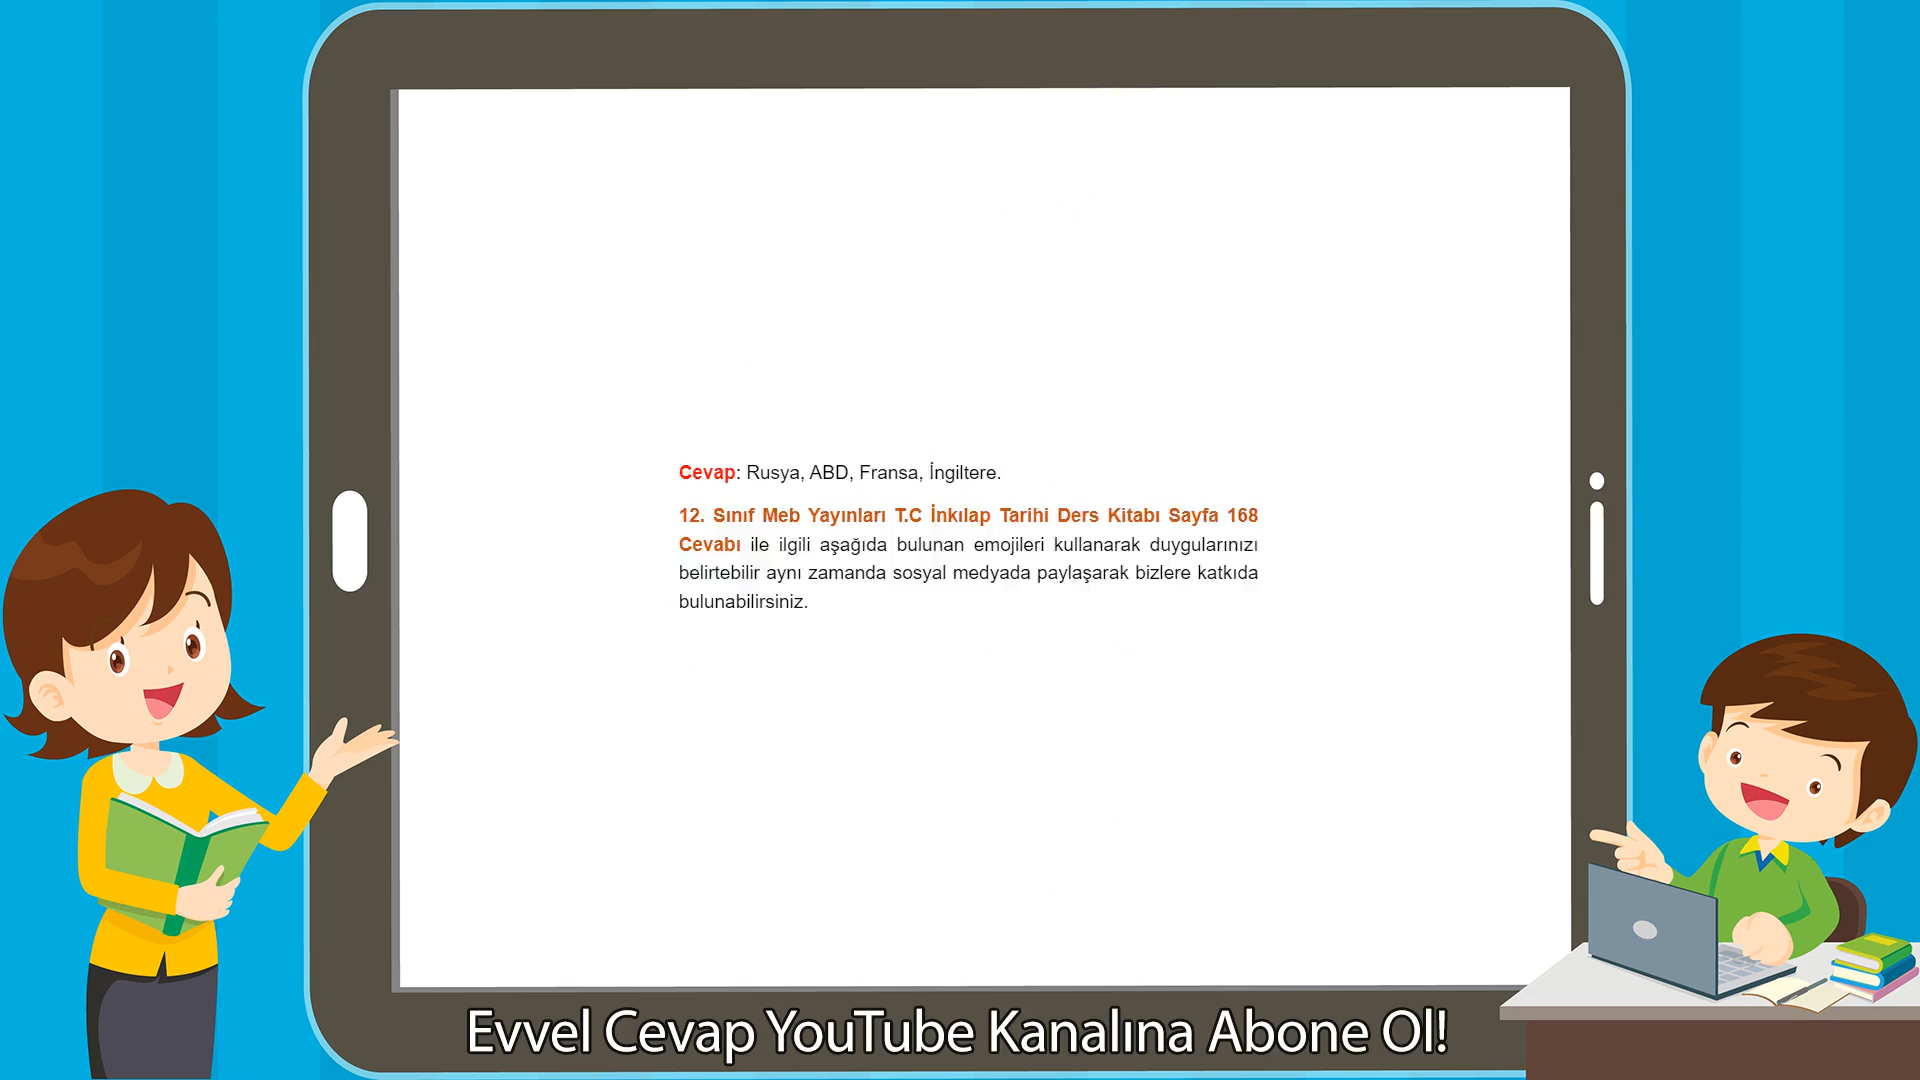 Cevap: Rusya, ABD, Fransa, İngiltere.
12. Sınıf Meb Yayınları T.C İnkılap Tarihi Ders Kitabı Sayfa 168
Cevabı ile ilgili aşağıda bulunan emojileri kullanarak duygularınızı
belirtebilir aynı zamanda sosyal medyada paylaşarak bizlere katkıda
bulunabilirsiniz.
Evvel Cevap YouTube Kanalına Abone Ol!